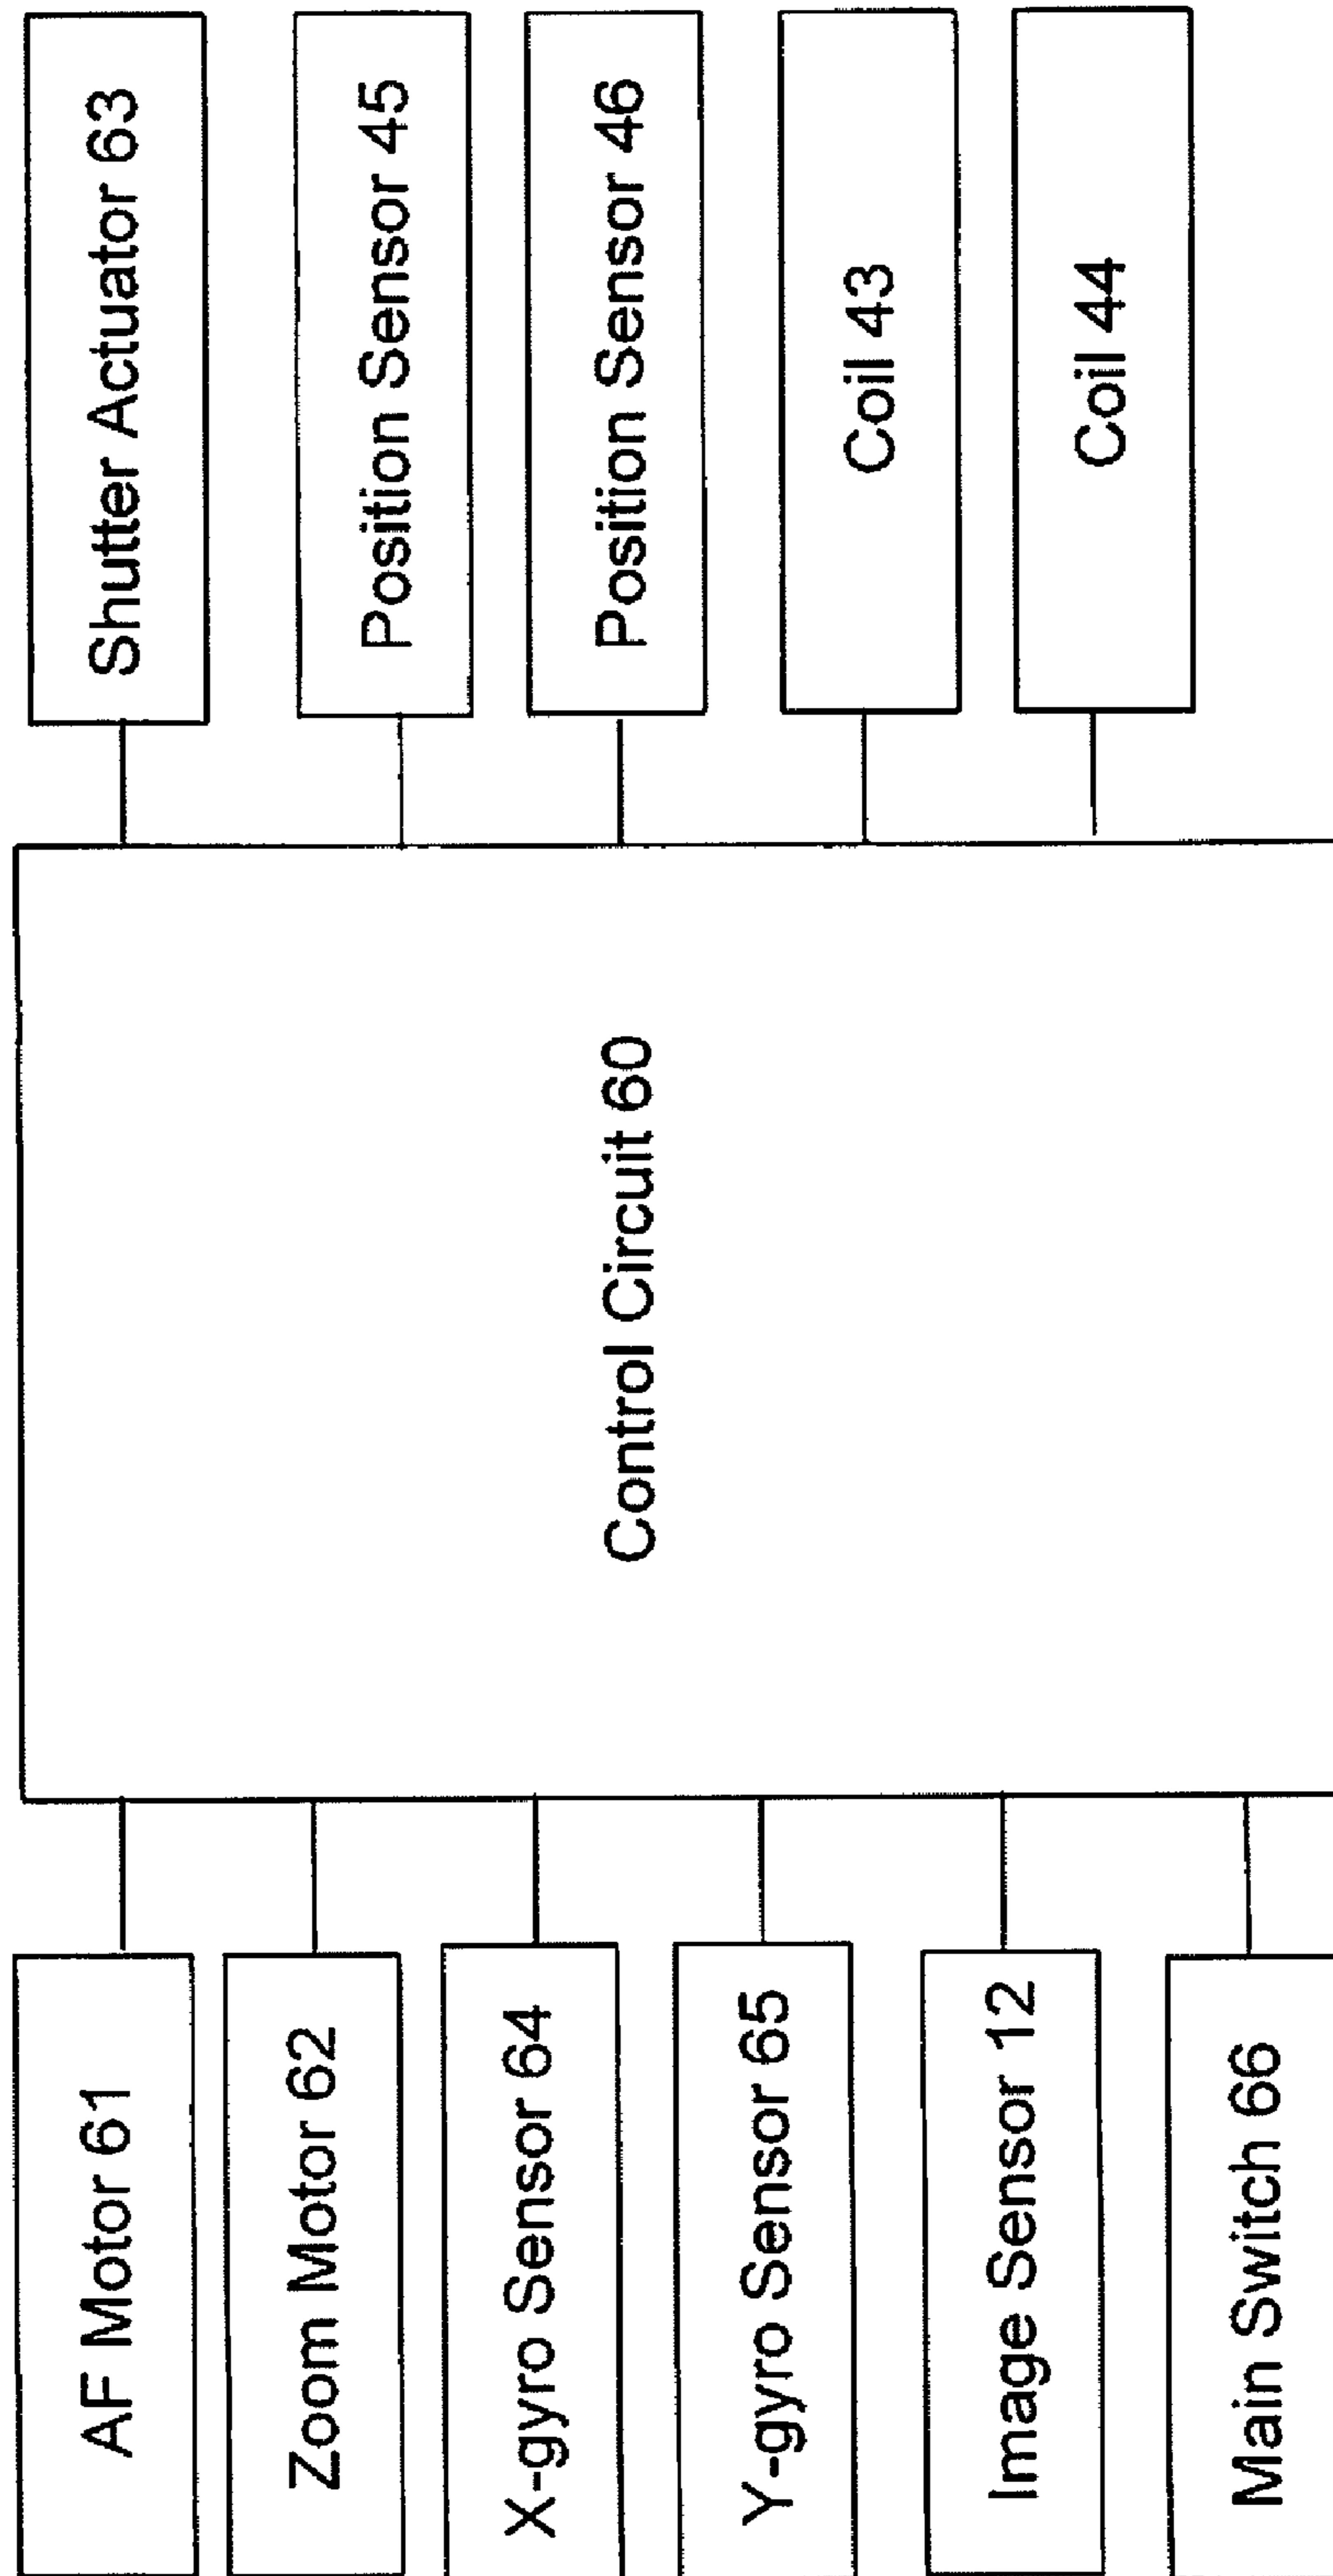 AF Motor 61
Zoom Motor 62
X-gyro Sensor 64
Y-gyro Sensor 65
Image Sensor 12
Main Switch 66
Control Circuit 60
Shutter Actuator 63
Position Sensor 45
Position Sensor 46
Coil 43
Coil 44